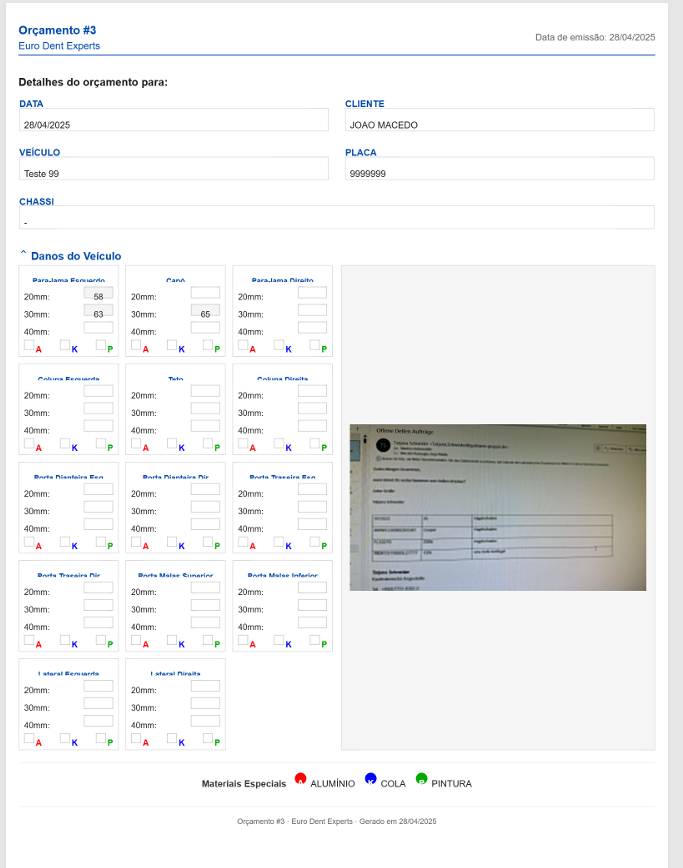 Orçamento #3
Euro Dent Experts
Data de emissão: 28/04/2025
Detalhes do orçamento para:
DATA
28/04/2025
CLIENTE
JOAO MACEDO
VEÍCULO
Teste 99
PLACA
9999999
CHASSI
-
Danos do Veículo
Para-lama Esquerdo
20mm: 58
30mm: 63
40mm:
A K P
Capô
20mm:
30mm: 65
40mm:
A K P
Para-lama Direito
20mm:
30mm:
40mm:
A K P
Coluna Esquerda
20mm:
30mm:
40mm:
A K P
Teto
20mm:
30mm:
40mm:
A K P
Coluna Direita
20mm:
30mm:
40mm:
A K P
Porta Dianteira Esq
20mm:
30mm:
40mm:
A K P
Porta Dianteira Dir
20mm:
30mm:
40mm:
A K P
Porta Traseira Esq
20mm:
30mm:
40mm:
A K P
Porta Traseira Dir
20mm:
30mm:
40mm:
A K P
Porta Malas Superior
20mm:
30mm:
40mm:
A K P
Porta Malas Inferior
20mm:
30mm:
40mm:
A K P
Lateral Esquerda
20mm:
30mm:
40mm:
A K P
Lateral Direita
20mm:
30mm:
40mm:
A K P
Offene Dellen Aufträge
Tatjana Schneider
Tatjana Schneider
Kaufmännische Angestellte
Materiais Especiais A ALUMÍNIO K COLA P PINTURA
Orçamento #3 - Euro Dent Experts - Gerado em 28/04/2025